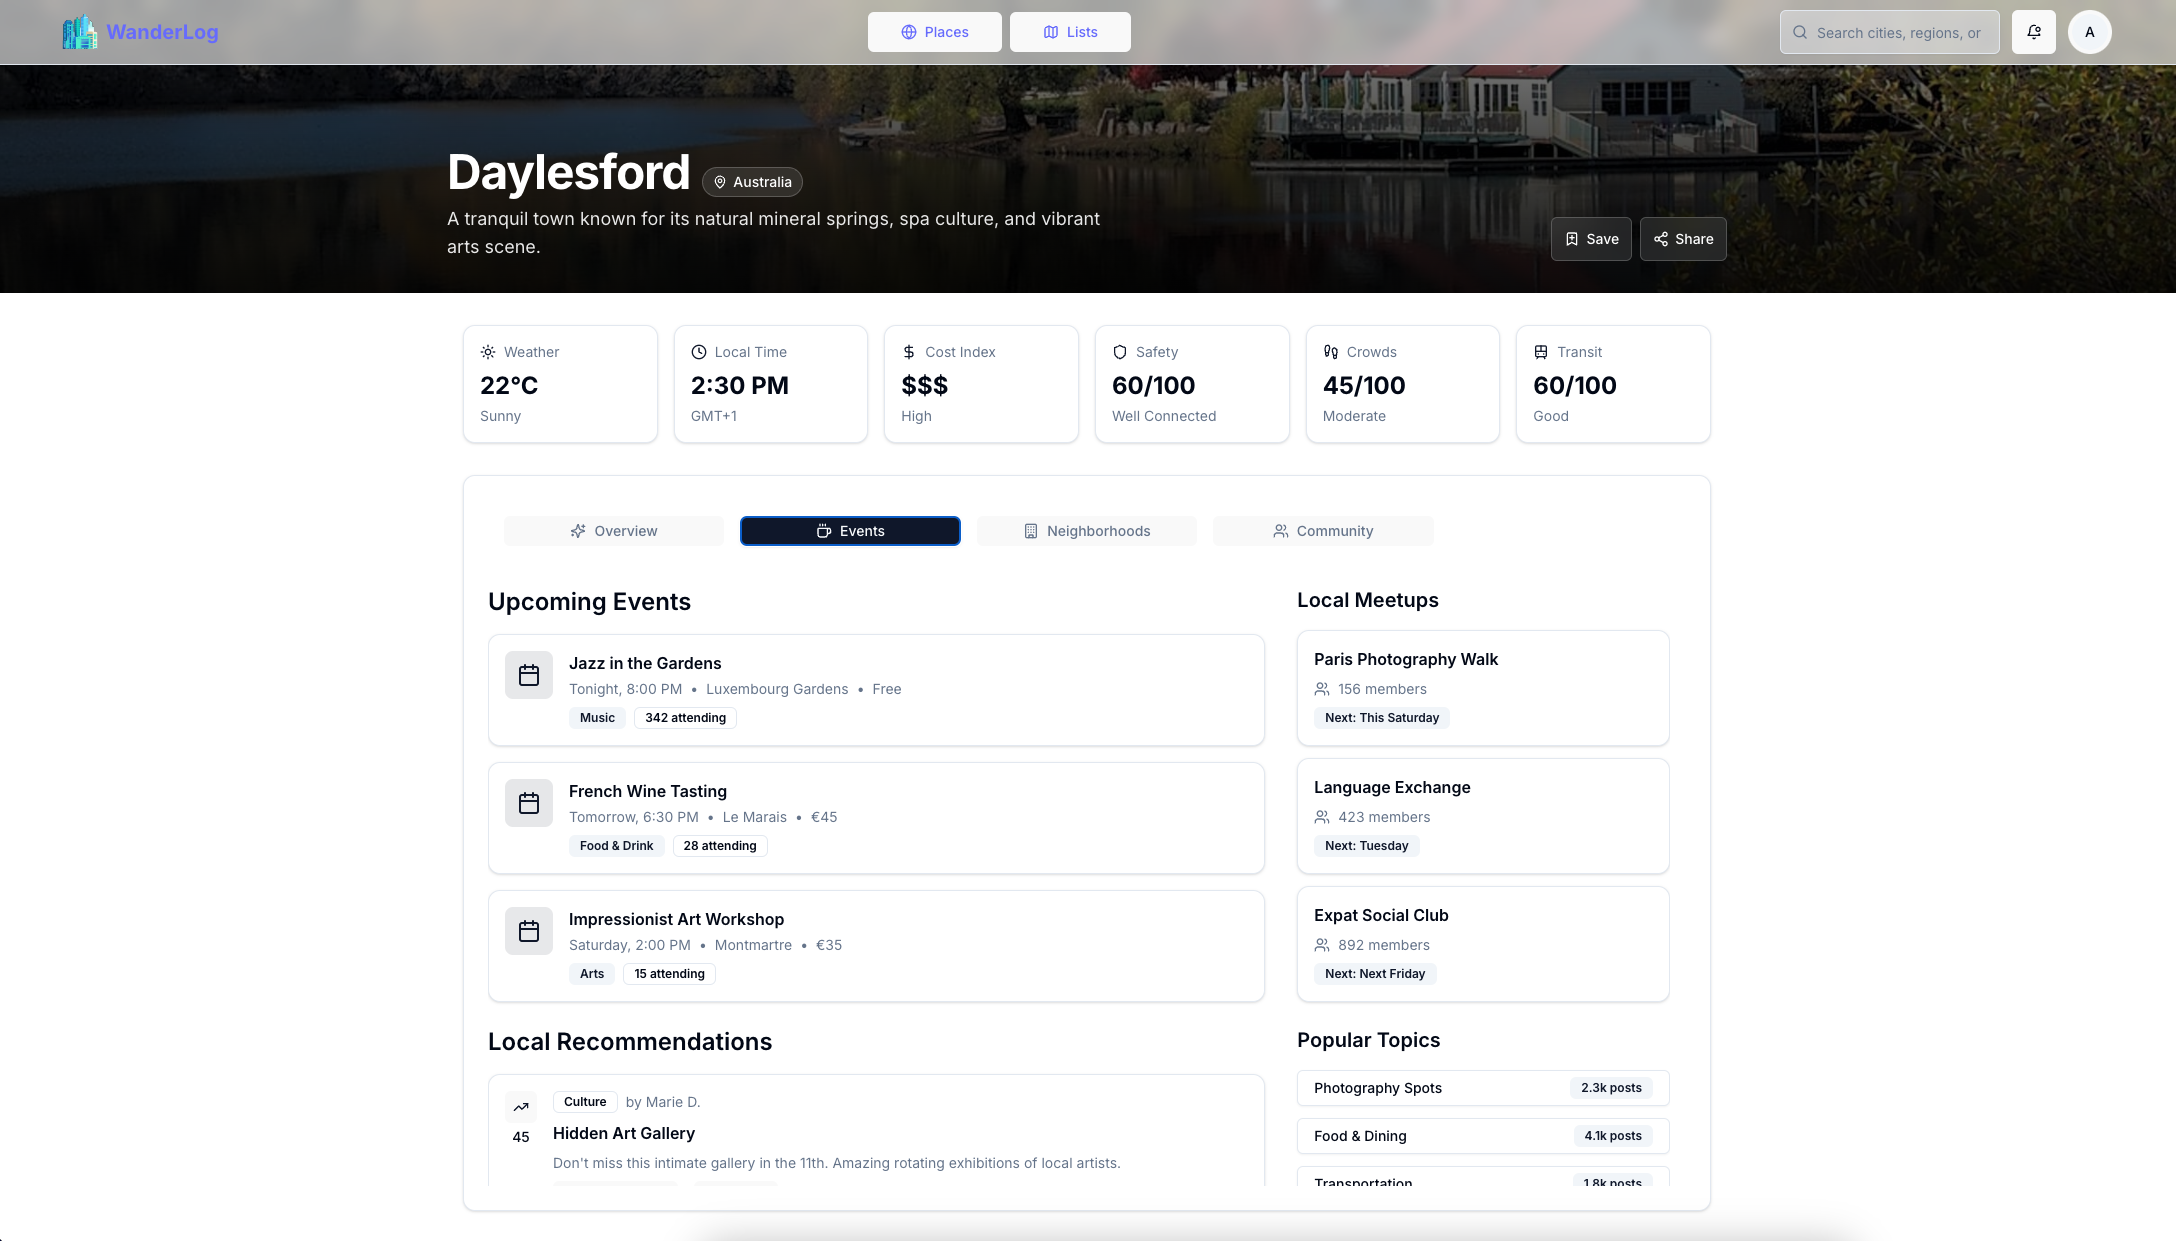 WanderLog
Places
Lists
Search cities, regions, or
A
Daylesford
Australia
A tranquil town known for its natural mineral springs, spa culture, and vibrant
arts scene.
Save
Share
Weather
22°C
Sunny
Local Time
2:30 PM
GMT+1
Cost Index
$$$
High
Safety
60/100
Well Connected
Crowds
45/100
Moderate
Transit
60/100
Good
Overview
Events
Neighborhoods
Community
Upcoming Events
Jazz in the Gardens
Tonight, 8:00 PM • Luxembourg Gardens • Free
Music
342 attending
French Wine Tasting
Tomorrow, 6:30 PM • Le Marais • €45
Food & Drink
28 attending
Impressionist Art Workshop
Saturday, 2:00 PM • Montmartre • €35
Arts
15 attending
Local Recommendations
Culture
by Marie D.
45
Hidden Art Gallery
Don't miss this intimate gallery in the 11th. Amazing rotating exhibitions of local artists.
Local Meetups
Paris Photography Walk
156 members
Next: This Saturday
Language Exchange
423 members
Next: Tuesday
Expat Social Club
892 members
Next: Next Friday
Popular Topics
Photography Spots
2.3k posts
Food & Dining
4.1k posts
Transportation
1.8k posts